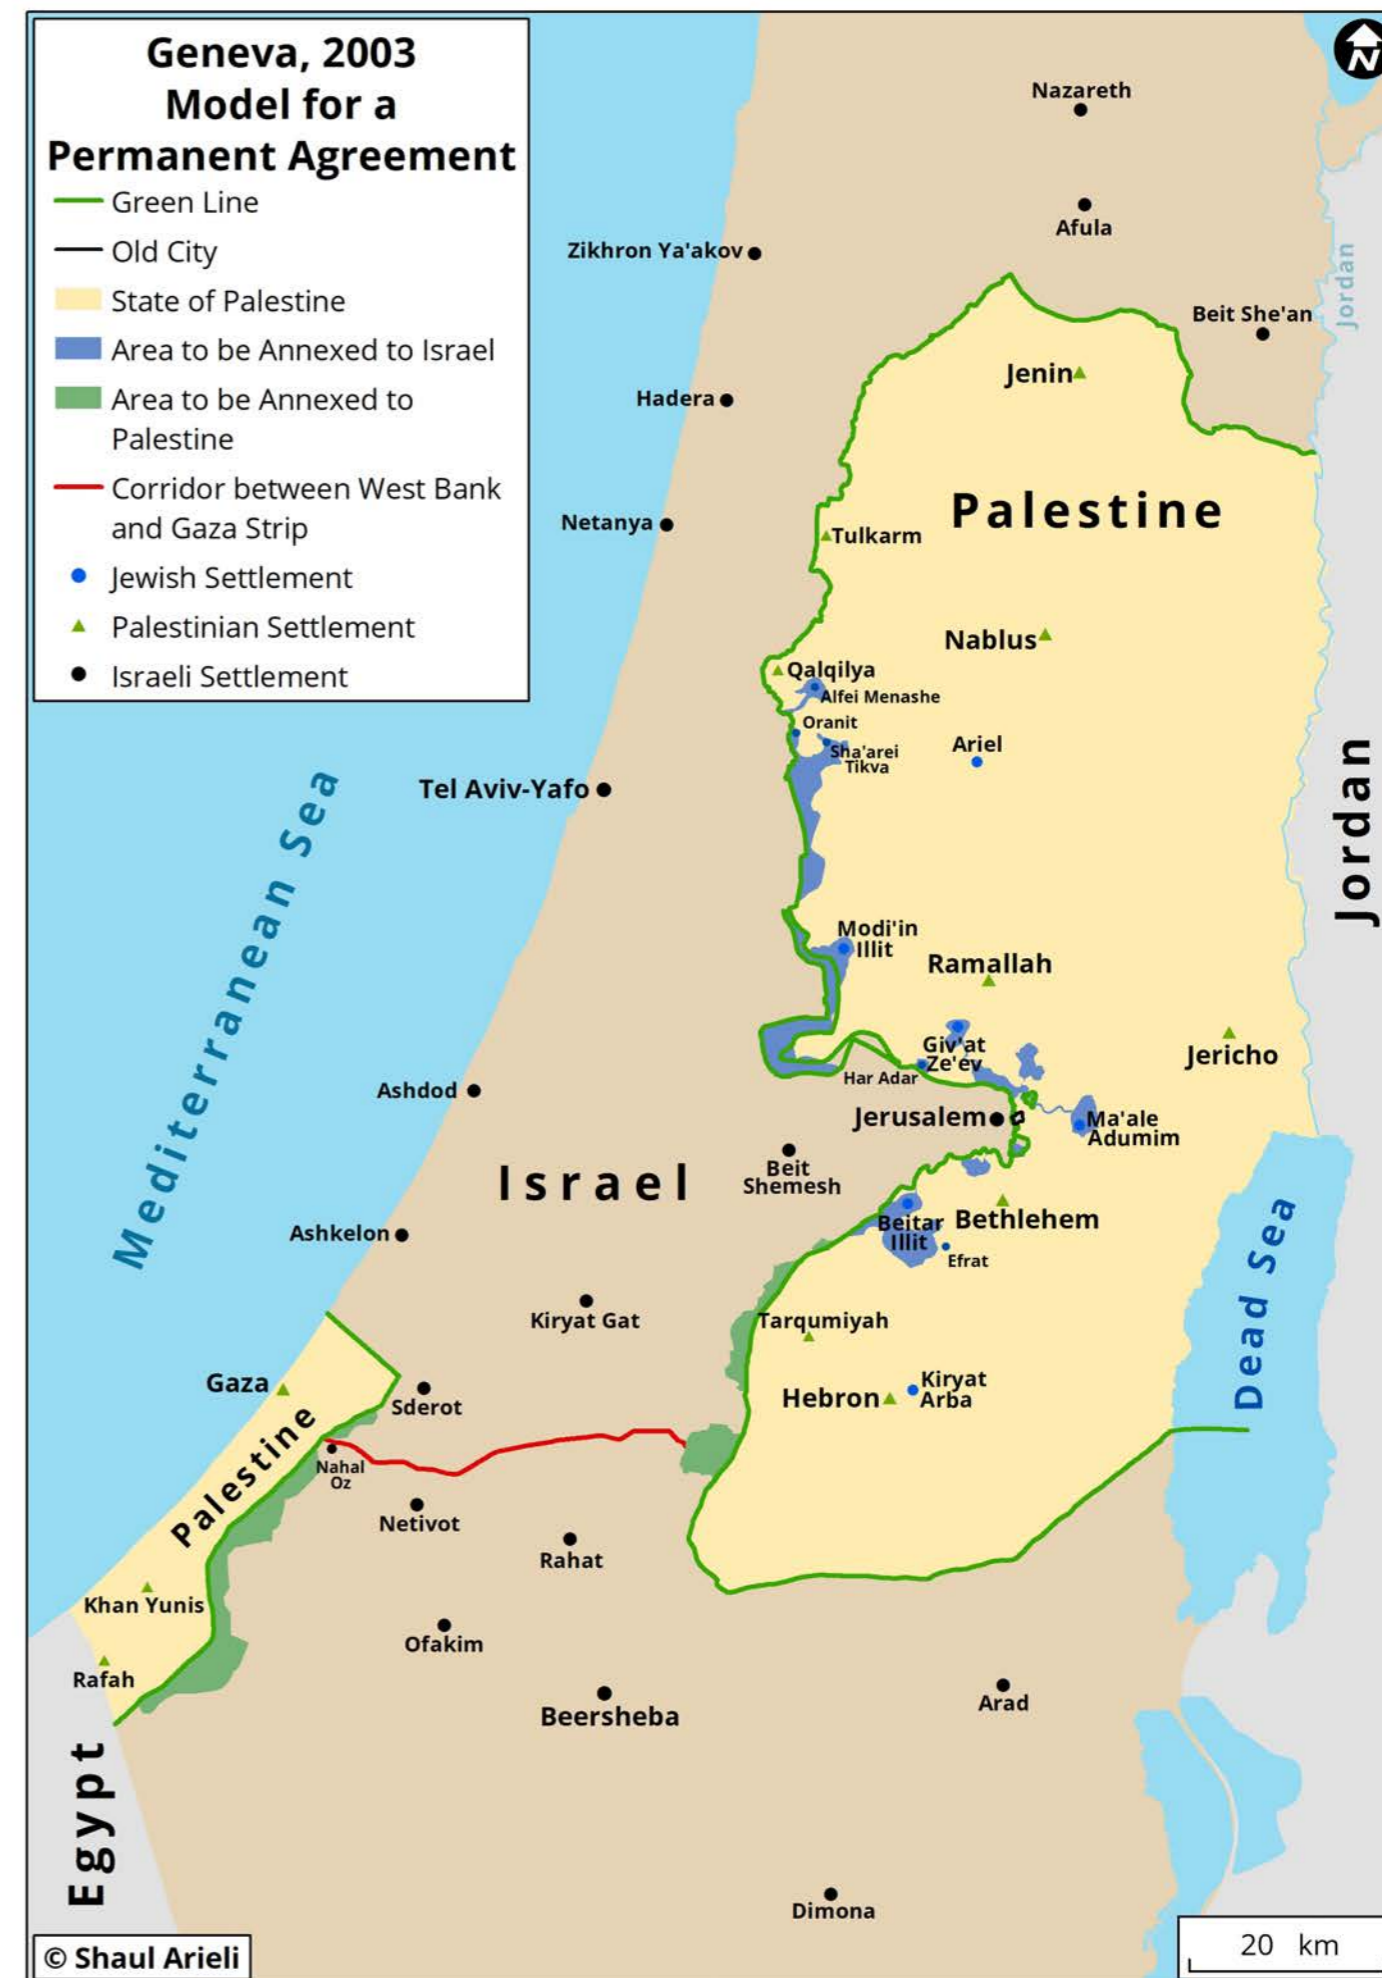 Geneva, 2003
Model for a
Permanent Agreement
Green Line
Old City
State of Palestine
Area to be Annexed to Israel
Area to be Annexed to
Palestine
Corridor between West Bank
and Gaza Strip
Jewish Settlement
Palestinian Settlement
Israeli Settlement
N
Nazareth
Afula
Zikhron Ya'akov
Jordan
Beit She'an
Jenin
Hadera
Palestine
Netanya
Tulkarm
Nablus
Qalqilya
Alfei Menashe
Oranit
Sha'arei
Tikva
Ariel
Tel Aviv-Yafo
Jordan
Mediterranean Sea
Modi'in
Illit
Ramallah
Giv'at
Ze'ev
Jericho
Har Adar
Ashdod
Jerusalem
Ma'ale
Adumim
Beit
Shemesh
Israel
Bethlehem
Beitar
Illit
Ashkelon
Efrat
Dead Sea
Kiryat Gat
Tarqumiyah
Gaza
Sderot
Hebron
Kiryat
Arba
Palestine
Nahal
Oz
Netivot
Rahat
Khan Yunis
Ofakim
Rafah
Beersheba
Arad
Egypt
Dimona
20 km
© Shaul Arieli